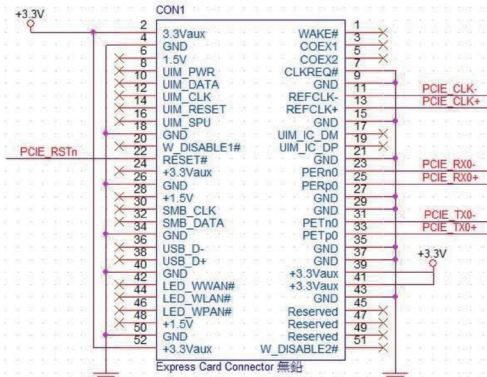 CON1
+3.3V
2 3.3Vaux WAKE# 1
4 GND COEX1 3
6 1.5V COEX2 5
8 UIM_PWR CLKREQ# 7
10 UIM_DATA GND 9
12 UIM_CLK REFCLK- 11 PCIE_CLK-
14 UIM_RESET REFCLK+ 13 PCIE_CLK+
16 UIM_SPU GND 15
18 GND UIM_IC_DM 17
20 W_DISABLE1# UIM_IC_DP 19
PCIE_RSTn 22 RESET# GND 21
24 +3.3Vaux PERn0 23 PCIE_RX0-
26 GND PERp0 25 PCIE_RX0+
28 +1.5V GND 27
30 SMB_CLK GND 29
32 SMB_DATA PETn0 31 PCIE_TX0-
34 GND PETp0 33 PCIE_TX0+
36 USB_D- GND 35
38 USB_D+ GND 37
40 GND +3.3Vaux 39 +3.3V
42 LED_WWAN# +3.3Vaux 41
44 LED_WLAN# GND 43
46 LED_WPAN# Reserved 45
48 +1.5V Reserved 47
50 GND Reserved 49
52 +3.3Vaux W_DISABLE2# 51
Express Card Connector 無鉛